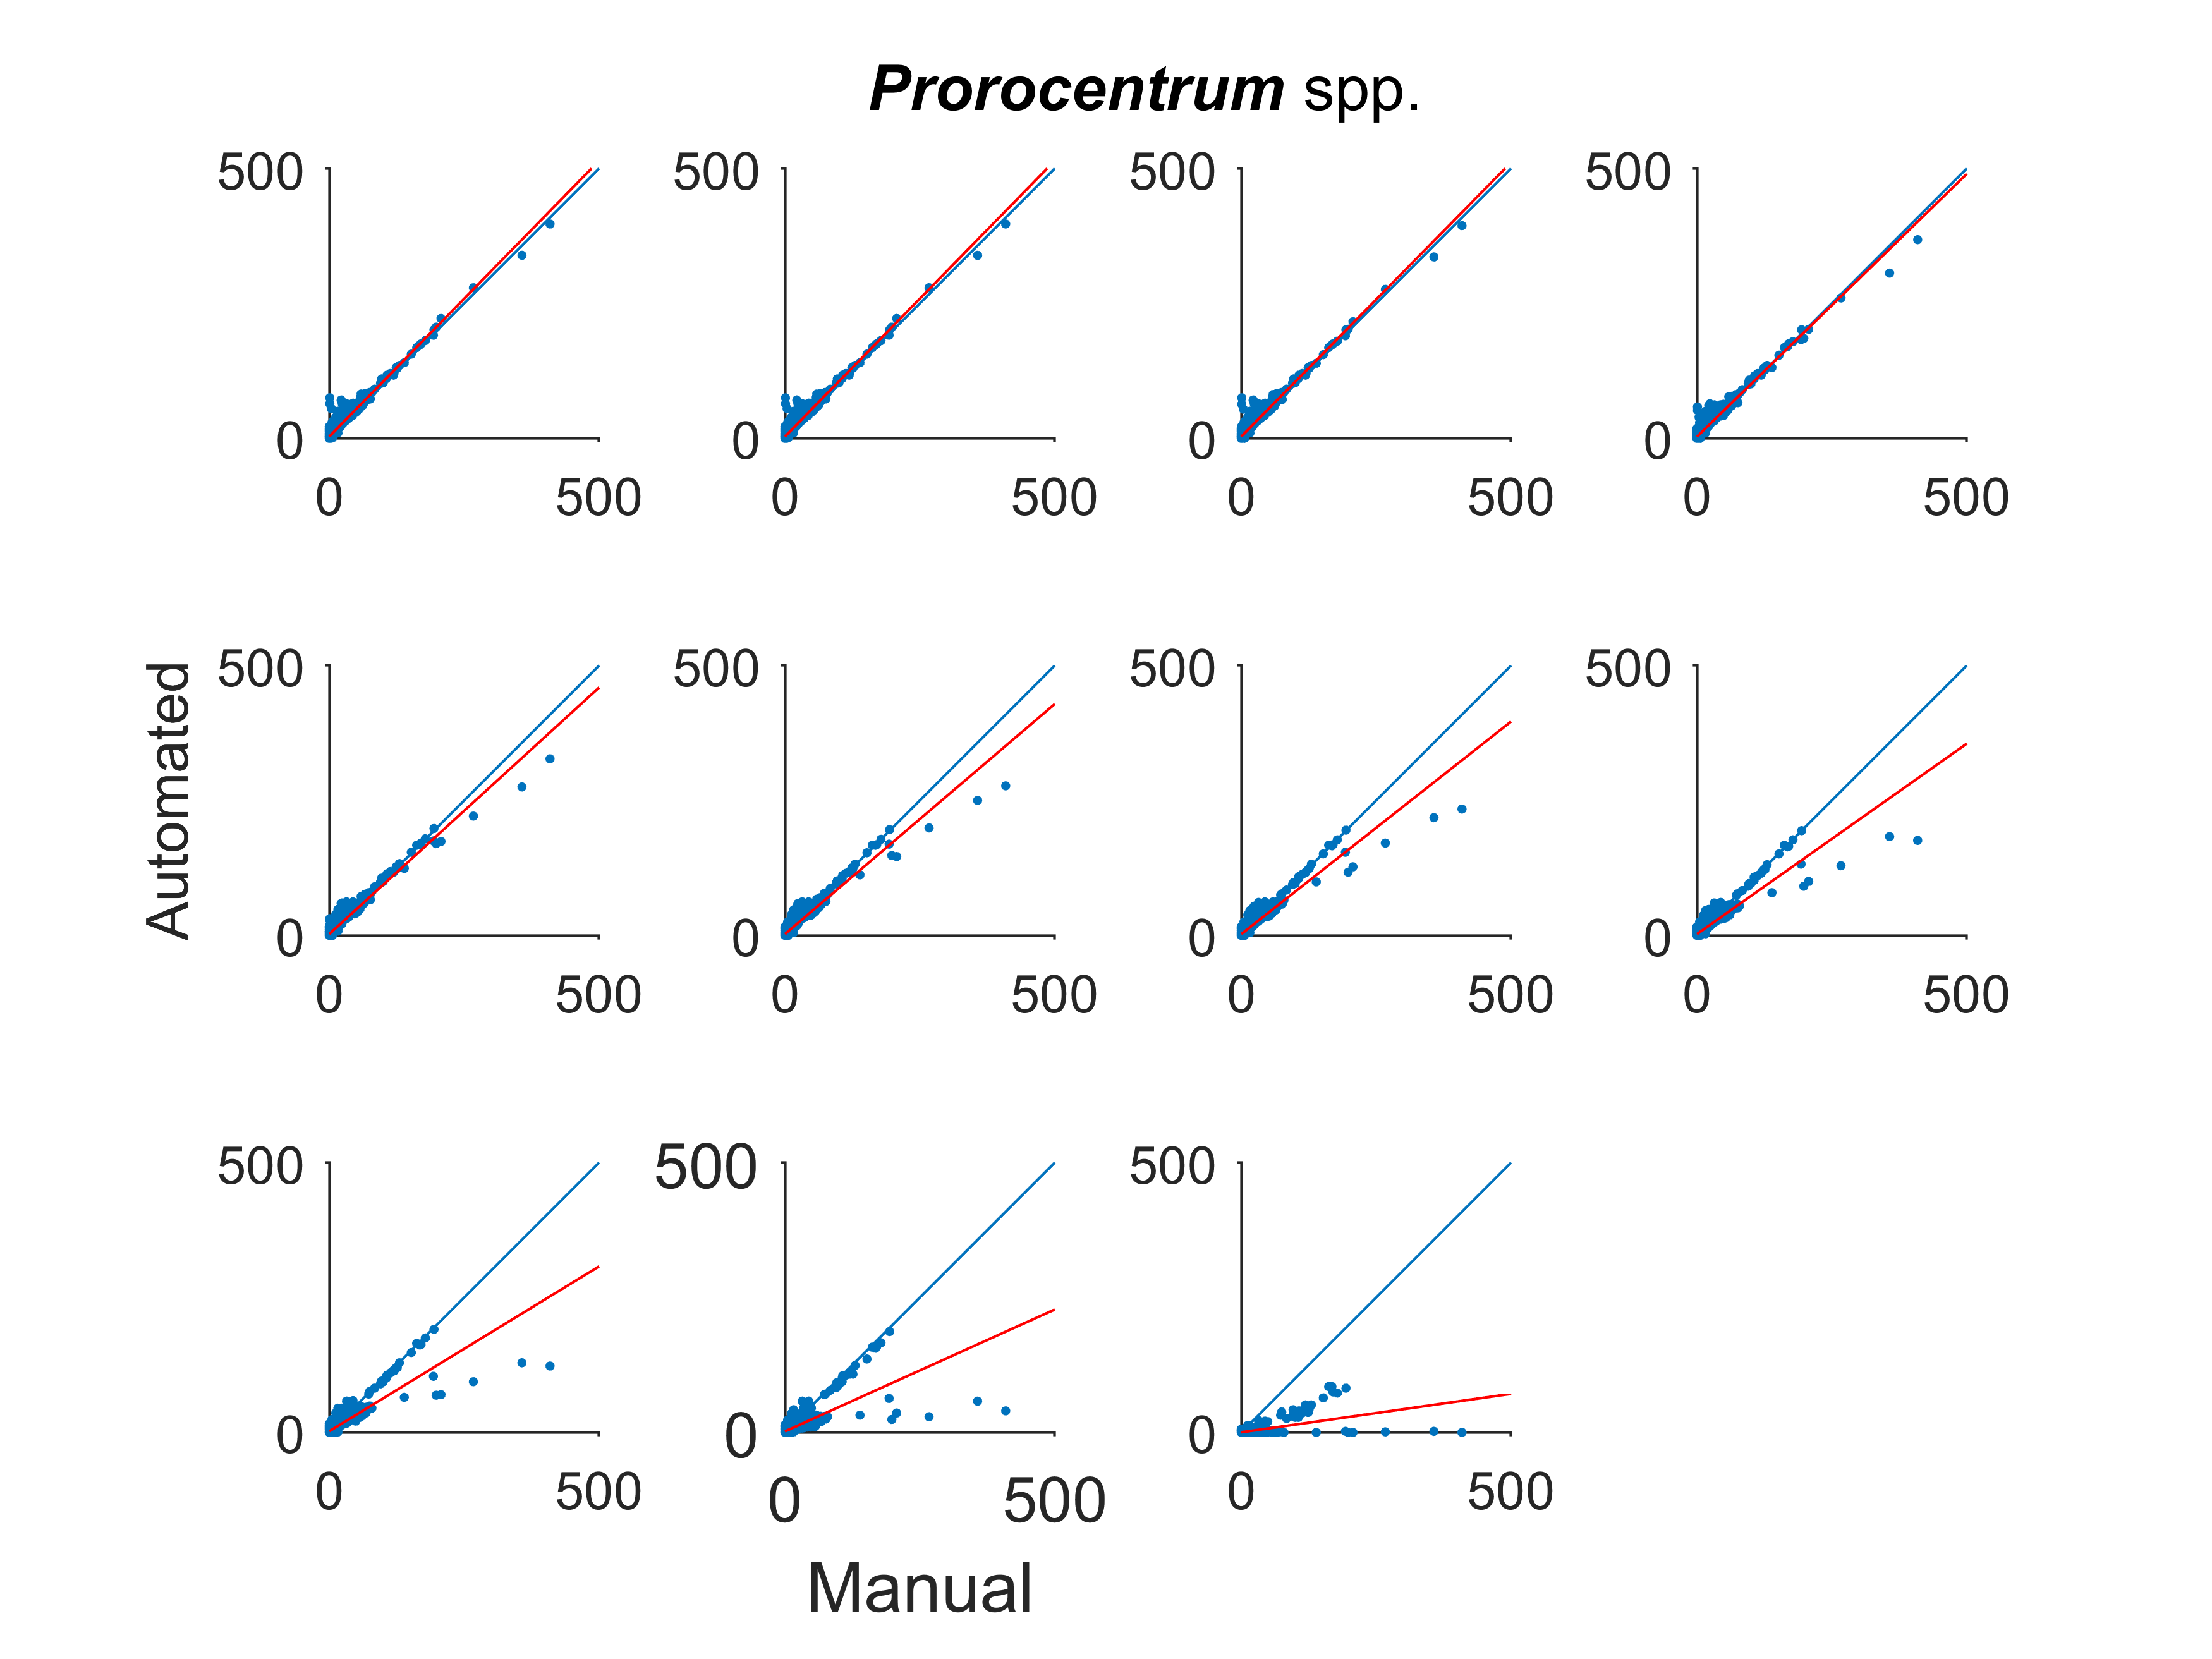 Prorocentrum spp.
500 500 500 500
0 0 0 0
0 500 0 500 0 500 0 500
Automated
500 500 500 500
0 0 0 0
0 500 0 500 0 500 0 500
500 500 500
0 0 0
0 500 0 500 0 500
Manual